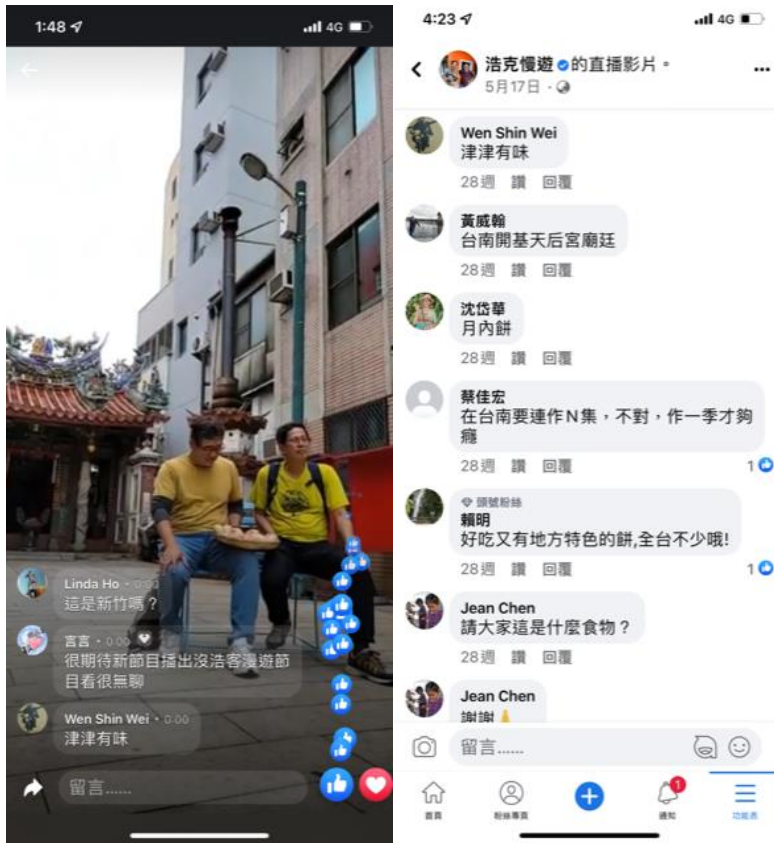 1:48
4G
Linda Ho • 0:00
這是新竹嗎？
言言 • 0:00
很期待新節目播出沒浩客漫遊節
目看很無聊
Wen Shin Wei • 0:00
津津有味
留言......
4:23
4G
浩克慢遊的直播影片。
5月17日
Wen Shin Wei
津津有味
28週 讚 回覆
黃威翰
台南開基天后宮廟廷
28週 讚 回覆
沈岱華
月內餅
28週 讚 回覆
蔡佳宏
在台南要連作N集，不對，作一季才夠
癮
28週 讚 回覆
1
頭號粉絲
賴明
好吃又有地方特色的餅,全台不少哦!
28週 讚 回覆
1
Jean Chen
請大家這是什麼食物？
28週 讚 回覆
Jean Chen
謝謝🙏
留言......
1
首頁
粉絲專頁
通知
功能表